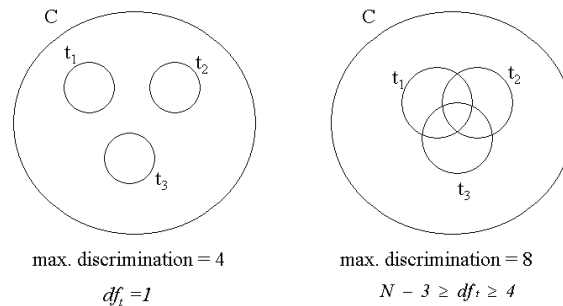 C
t1
t2
t3
max. discrimination = 4
dft =1
C
t1
t2
t3
max. discrimination = 8
N − 3 ≥ dft ≥ 4